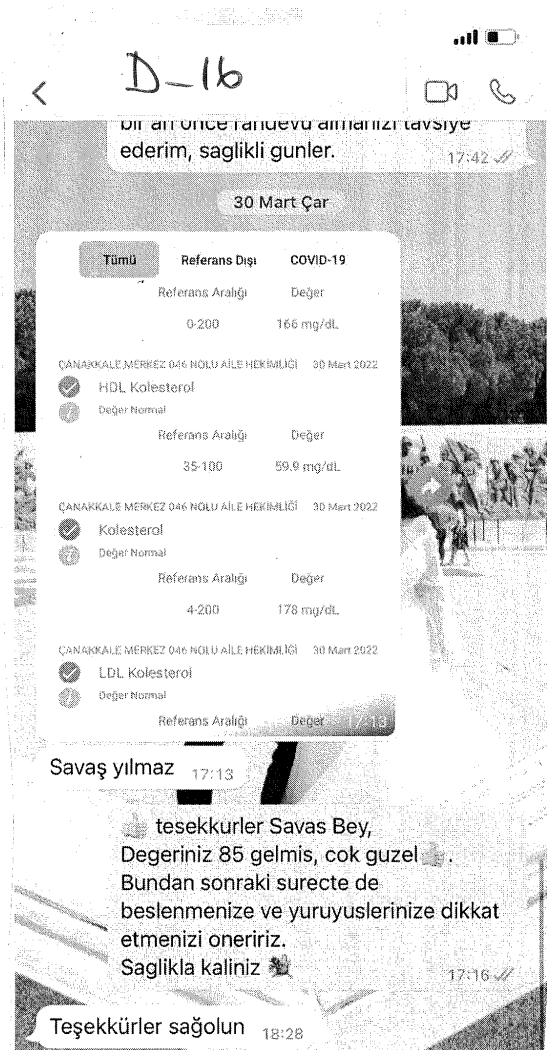 D-16
bir an önce randevu almanızı tavsiye
ederim, saglikli gunler.
17:42
30 Mart Çar
Tümü Referans Dışı COVID-19
Referans Aralığı Değer
0-200 166 mg/dL
ÇANAKKALE MERKEZ 046 NOLU AİLE HEKİMLİĞİ 30 Mart 2022
HDL Kolesterol
Değer Normal
Referans Aralığı Değer
35-100 59.9 mg/dL
ÇANAKKALE MERKEZ 046 NOLU AİLE HEKİMLİĞİ 30 Mart 2022
Kolesterol
Değer Normal
Referans Aralığı Değer
4-200 178 mg/dL
ÇANAKKALE MERKEZ 046 NOLU AİLE HEKİMLİĞİ 30 Mart 2022
LDL Kolesterol
Değer Normal
Referans Aralığı Değer 17:13
Savaş yılmaz 17:13
👍 tesekkurler Savas Bey,
Degeriniz 85 gelmis, cok guzel 👍.
Bundan sonraki surecte de
beslenmenize ve yuruyuslerinize dikkat
etmenizi oneririz.
Saglikla kaliniz
17:16
Teşekkürler sağolun 18:28